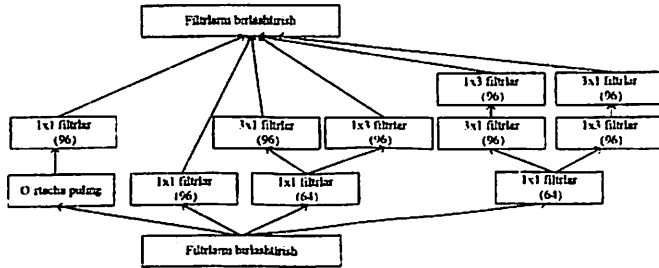 Filtrlarni birlashtirish
1x3 filtrlar
(96)
3x1 filtrlar
(96)
1x1 filtrlar
(96)
3x1 filtrlar
(96)
1x3 filtrlar
(96)
3x1 filtrlar
(96)
1x3 filtrlar
(96)
O'rtacha puling
1x1 filtrlar
(96)
1x1 filtrlar
(64)
1x1 filtrlar
(64)
Filtrlarni birlashtirish